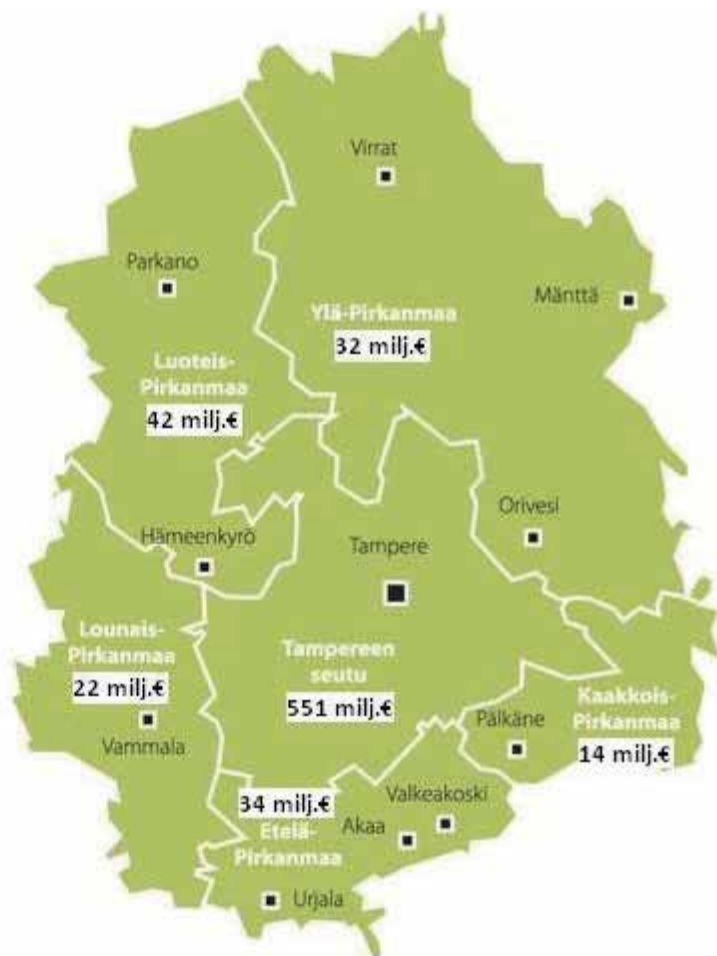 Virrat
Parkano
Mänttä
Ylä-Pirkanmaa
32 milj.€
Luoteis-
Pirkanmaa
42 milj.€
Orivesi
Hämeenkyrö
Tampere
Lounais-
Pirkanmaa
22 milj.€
Vammala
Tampereen
seutu
551 milj.€
Kaakkois-
Pirkanmaa
14 milj.€
Pälkäne
34 milj.€
Etelä-
Pirkanmaa
Valkeakoski
Akaa
Urjala